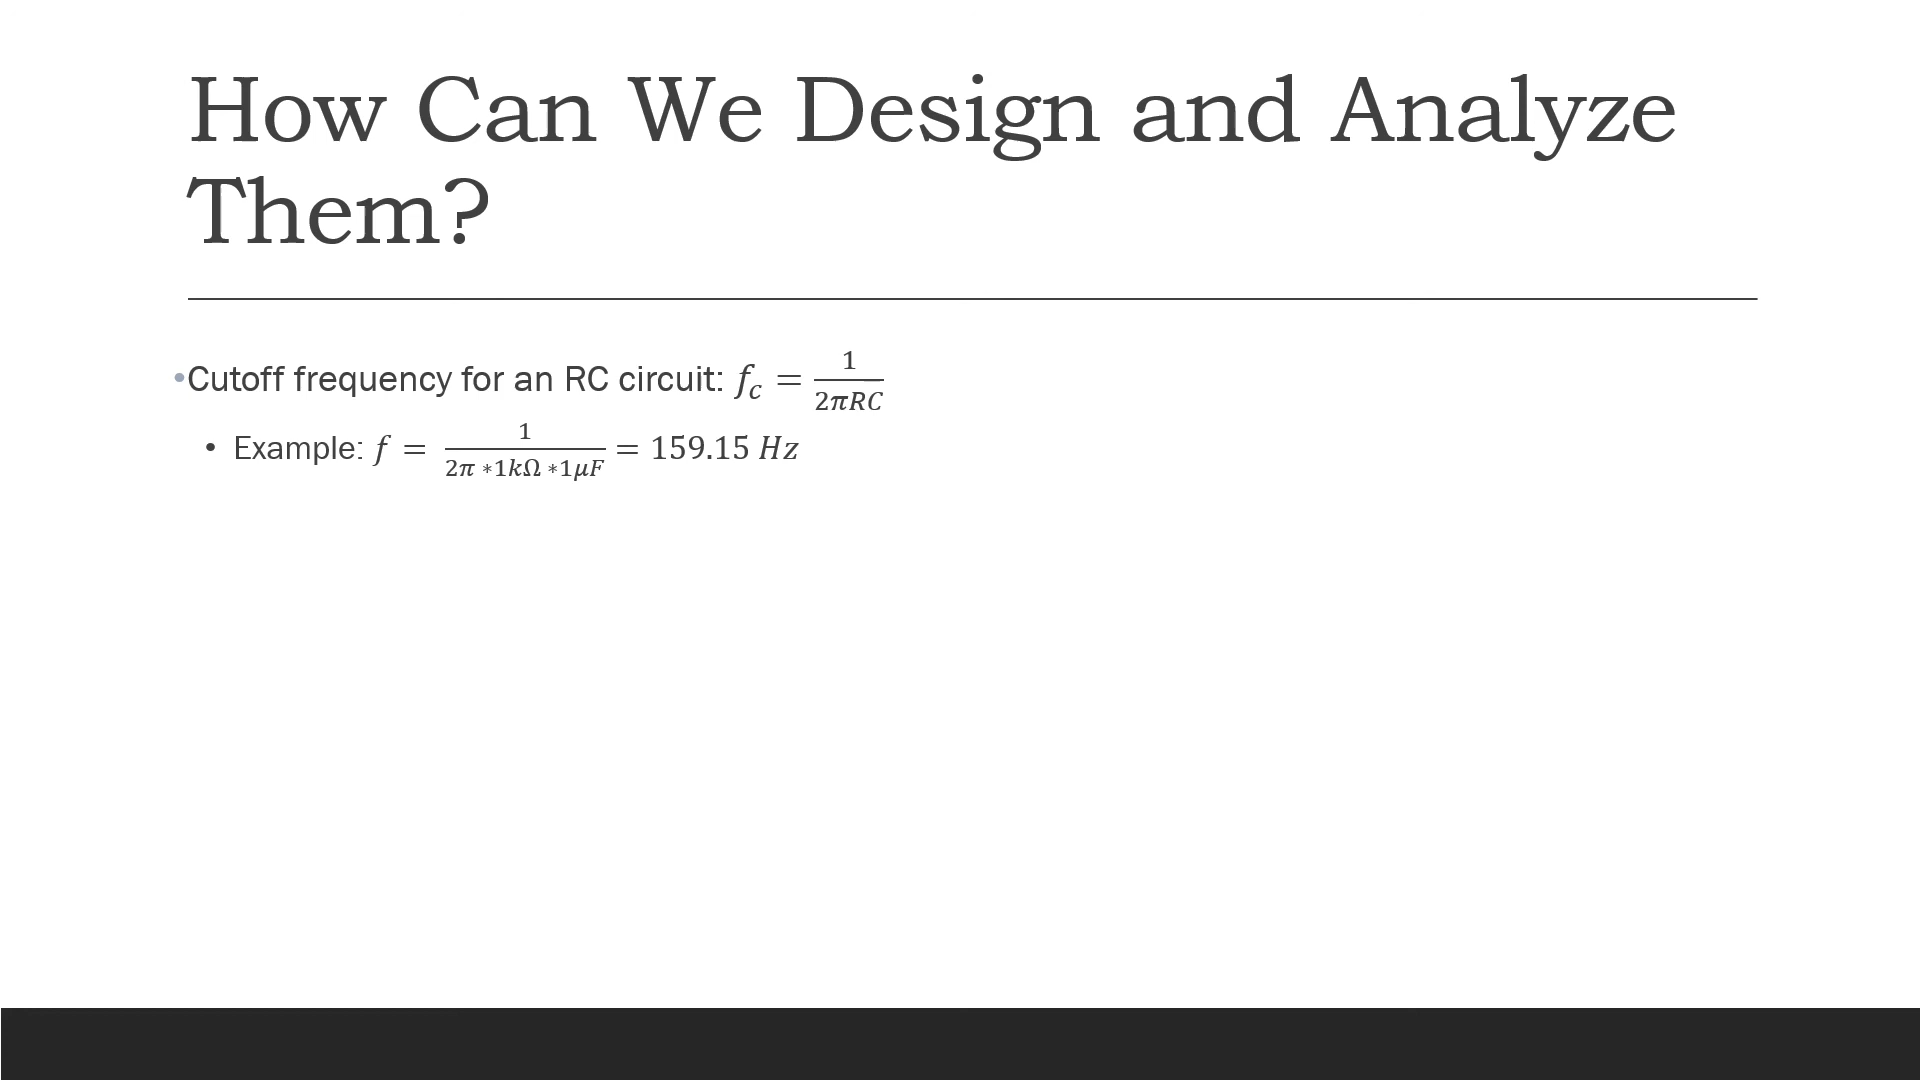 How Can We Design and Analyze
Them?
•Cutoff frequency for an RC circuit: f_c = 1/(2πRC)
• Example: f = 1/(2π *1kΩ *1μF) = 159.15 Hz